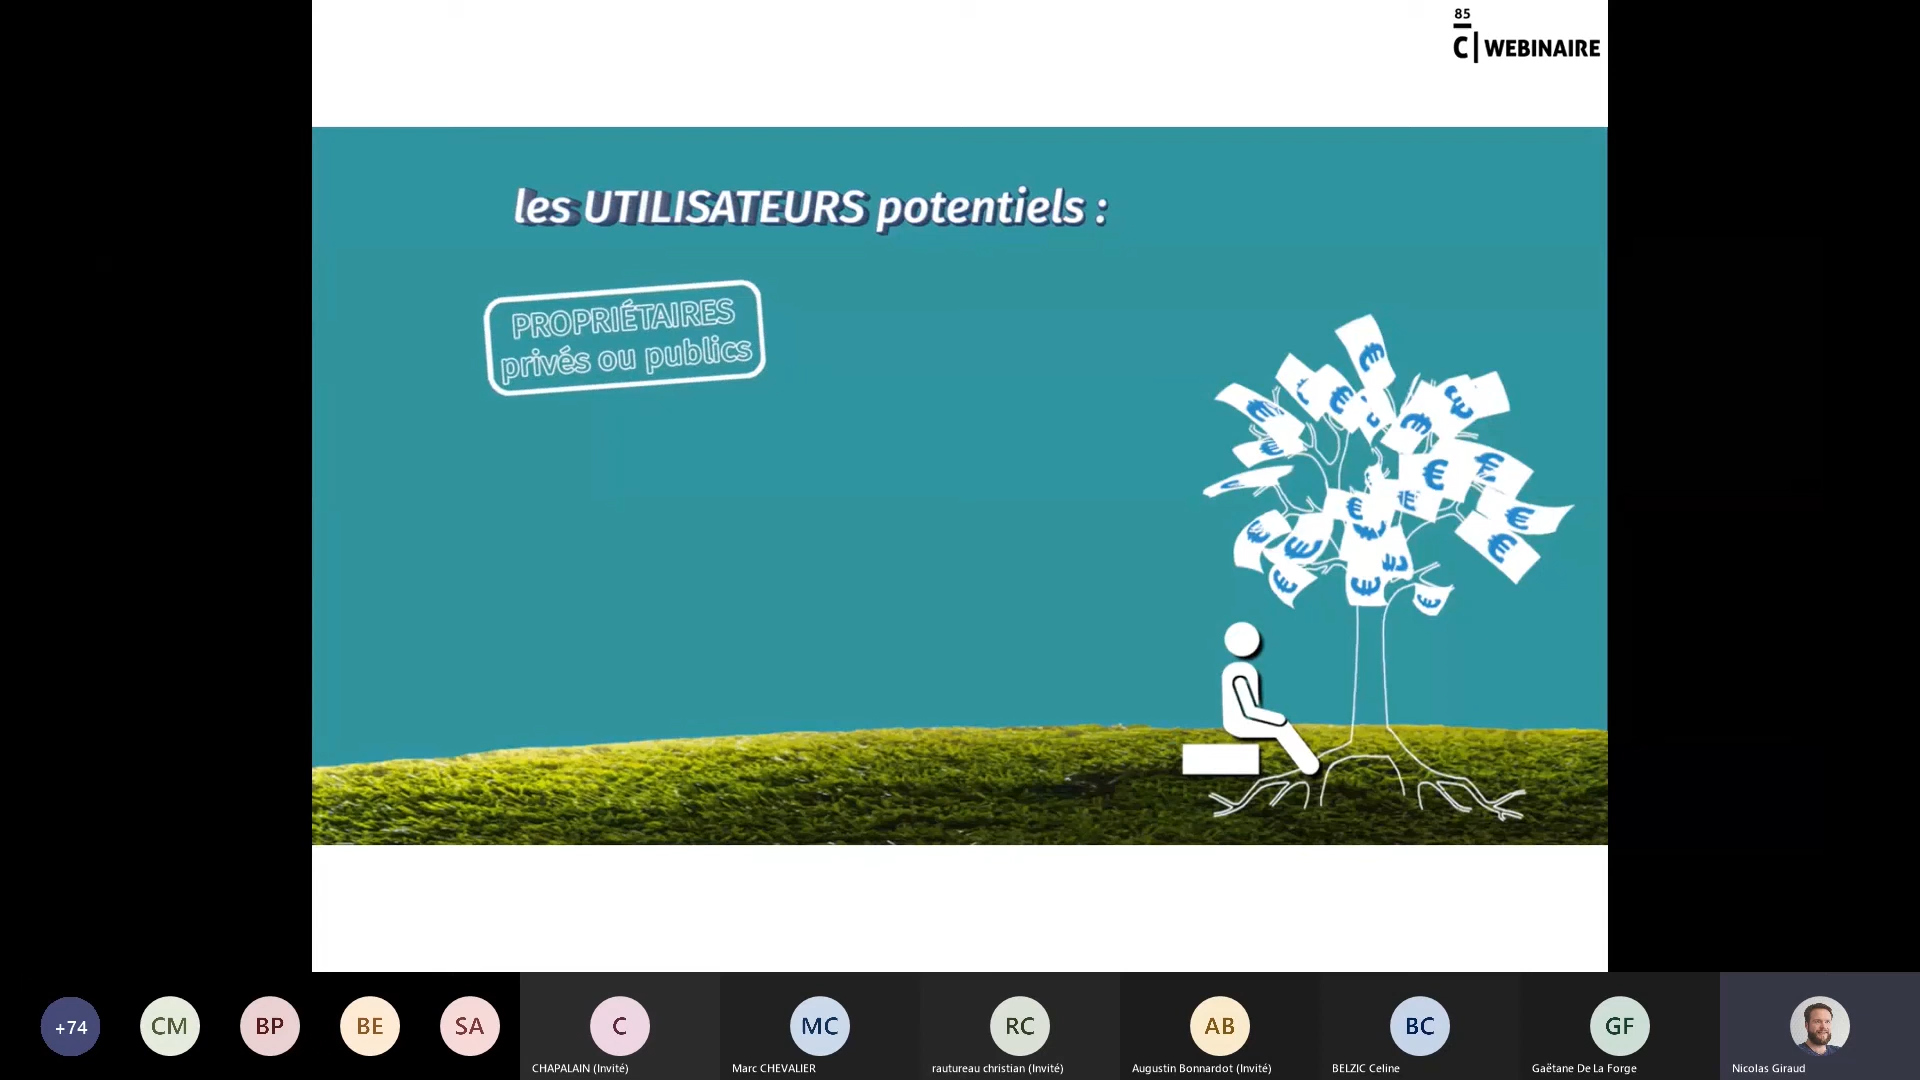 85
C | WEBINAIRE
les UTILISATEURS potentiels :
PROPRIÉTAIRES
privés ou publics
+74
CM
BP
BE
SA
C
MC
RC
AB
BC
GF
CHAPALAIN (Invité)
Marc CHEVALIER
rautureau christian (Invité)
Augustin Bonnardot (Invité)
BELZIC Celine
Gaëtane De La Forge
Nicolas Giraud